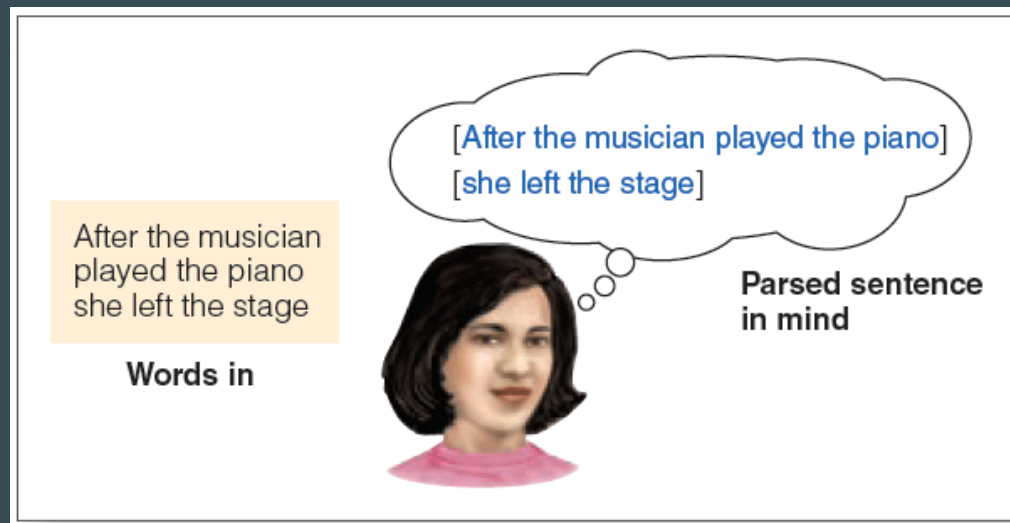 After the musician
played the piano
she left the stage
Words in
[After the musician played the piano]
[she left the stage]
Parsed sentence
in mind